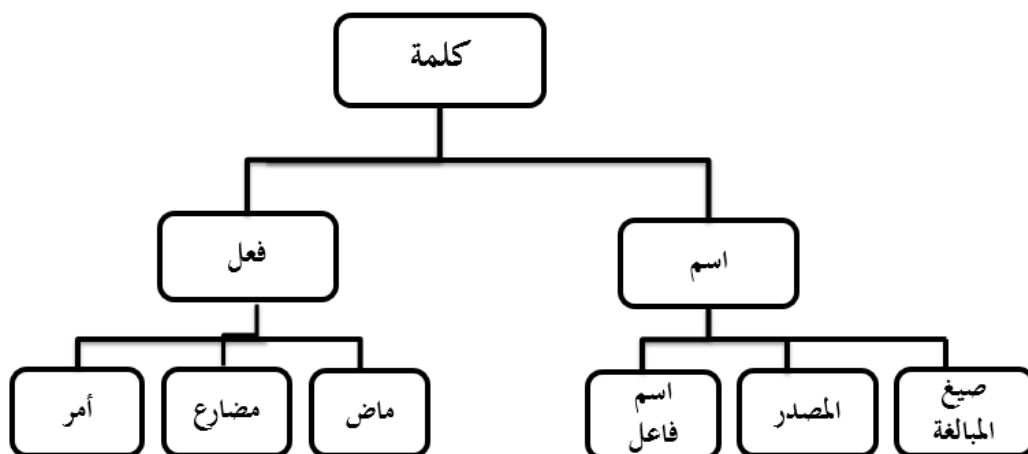 كلمة
اسم
فعل
صيغ
المبالغة
المصدر
اسم
فاعل
ماض
مضارع
أمر